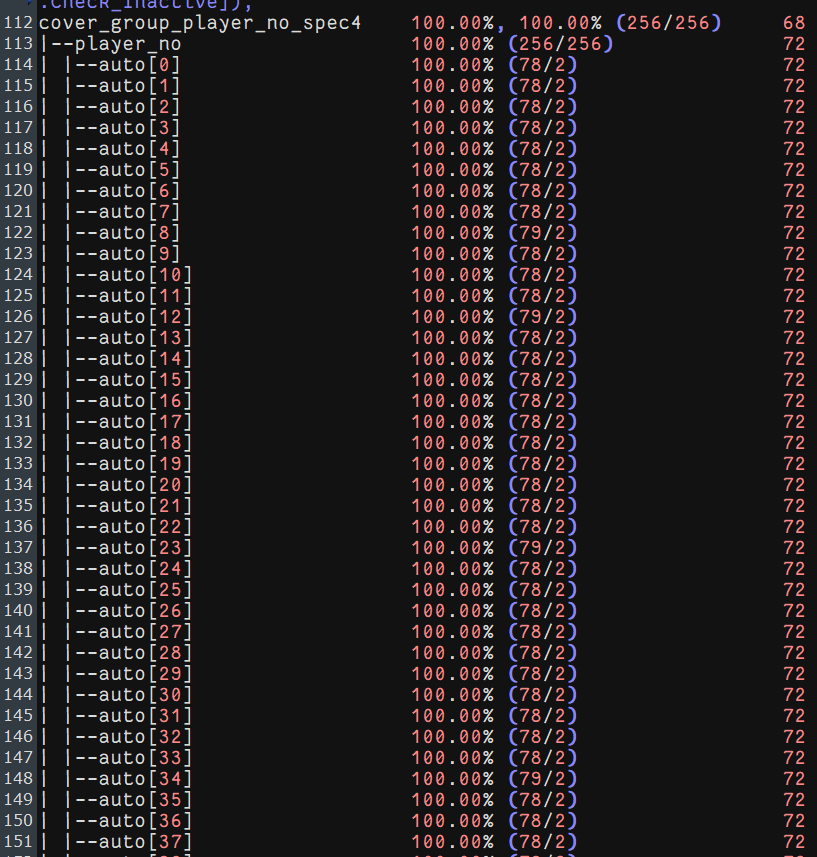 .Check_Inactive]),
112 cover_group_player_no_spec4 100.00%, 100.00% (256/256) 68
113 |--player_no 100.00% (256/256) 72
114 | |--auto[0] 100.00% (78/2) 72
115 | |--auto[1] 100.00% (78/2) 72
116 | |--auto[2] 100.00% (78/2) 72
117 | |--auto[3] 100.00% (78/2) 72
118 | |--auto[4] 100.00% (78/2) 72
119 | |--auto[5] 100.00% (78/2) 72
120 | |--auto[6] 100.00% (78/2) 72
121 | |--auto[7] 100.00% (78/2) 72
122 | |--auto[8] 100.00% (79/2) 72
123 | |--auto[9] 100.00% (78/2) 72
124 | |--auto[10] 100.00% (78/2) 72
125 | |--auto[11] 100.00% (78/2) 72
126 | |--auto[12] 100.00% (79/2) 72
127 | |--auto[13] 100.00% (78/2) 72
128 | |--auto[14] 100.00% (78/2) 72
129 | |--auto[15] 100.00% (78/2) 72
130 | |--auto[16] 100.00% (78/2) 72
131 | |--auto[17] 100.00% (78/2) 72
132 | |--auto[18] 100.00% (78/2) 72
133 | |--auto[19] 100.00% (78/2) 72
134 | |--auto[20] 100.00% (78/2) 72
135 | |--auto[21] 100.00% (78/2) 72
136 | |--auto[22] 100.00% (78/2) 72
137 | |--auto[23] 100.00% (79/2) 72
138 | |--auto[24] 100.00% (78/2) 72
139 | |--auto[25] 100.00% (78/2) 72
140 | |--auto[26] 100.00% (78/2) 72
141 | |--auto[27] 100.00% (78/2) 72
142 | |--auto[28] 100.00% (78/2) 72
143 | |--auto[29] 100.00% (78/2) 72
144 | |--auto[30] 100.00% (78/2) 72
145 | |--auto[31] 100.00% (78/2) 72
146 | |--auto[32] 100.00% (78/2) 72
147 | |--auto[33] 100.00% (78/2) 72
148 | |--auto[34] 100.00% (79/2) 72
149 | |--auto[35] 100.00% (78/2) 72
150 | |--auto[36] 100.00% (78/2) 72
151 | |--auto[37] 100.00% (78/2) 72